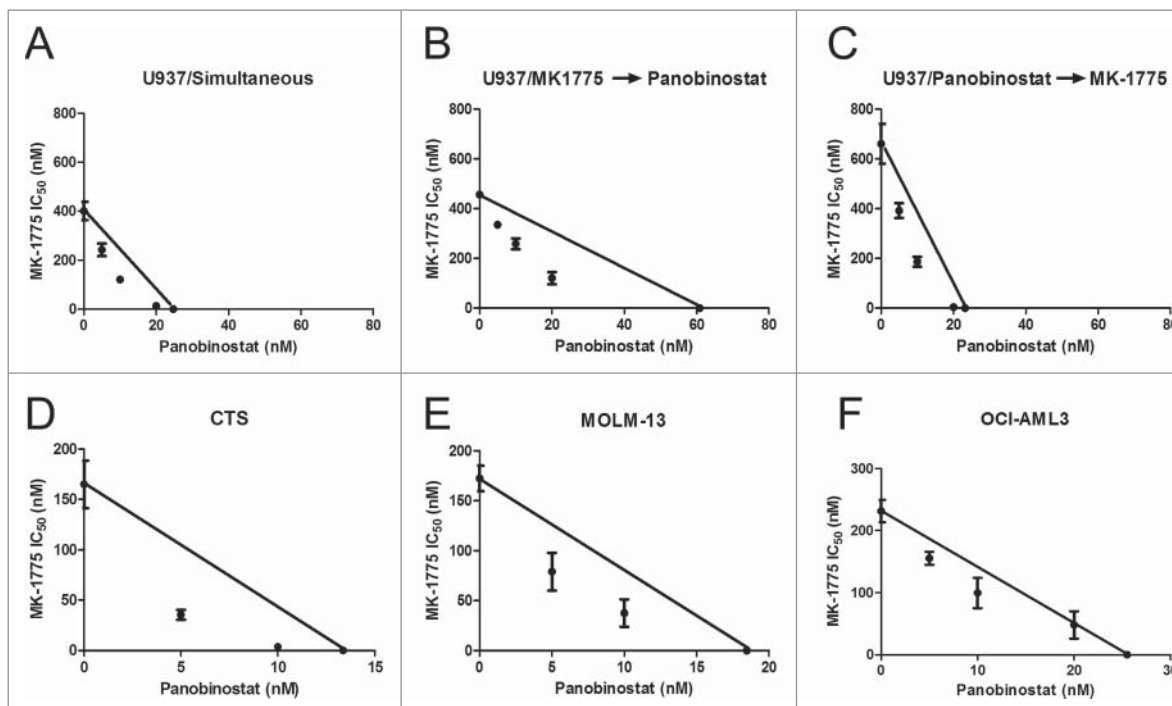 A
U937/Simultaneous
MK-1775 IC50 (nM)
800
600
400
200
0
0 20 40 60 80
Panobinostat (nM)
B
U937/MK1775 → Panobinostat
800
600
400
200
0
0 20 40 60 80
Panobinostat (nM)
C
U937/Panobinostat → MK-1775
MK-1775 IC50 (nM)
800
600
400
200
0
0 20 40 60 80
Panobinostat (nM)
D
CTS
MK-1775 IC50 (nM)
200
150
100
50
0
0 5 10 15
Panobinostat (nM)
E
MOLM-13
MK-1775 IC50 (nM)
200
150
100
50
0
0 5 10 15 20
Panobinostat (nM)
F
OCI-AML3
MK-1775 IC50 (nM)
300
200
100
0
0 10 20 30
Panobinostat (nM)